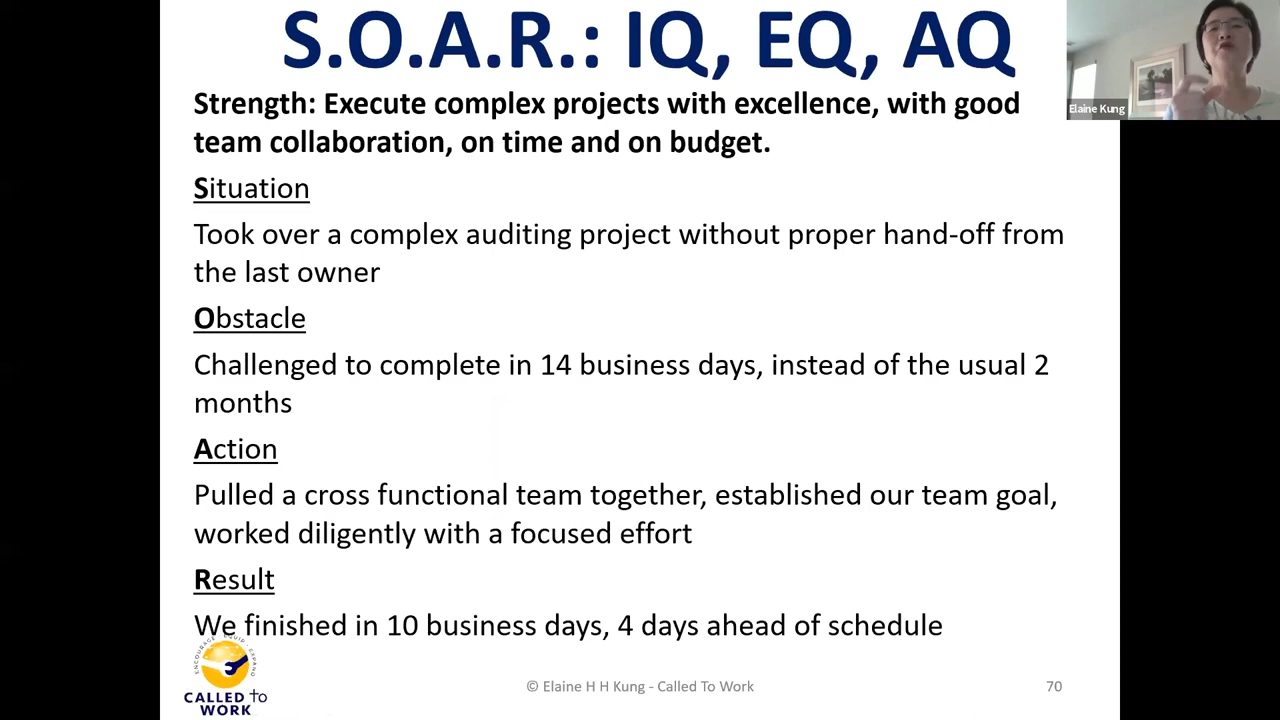 S.O.A.R.: IQ, EQ, AQ
Elaine Kung
Strength: Execute complex projects with excellence, with good
team collaboration, on time and on budget.
Situation
Took over a complex auditing project without proper hand-off from
the last owner
Obstacle
Challenged to complete in 14 business days, instead of the usual 2
months
Action
Pulled a cross functional team together, established our team goal,
worked diligently with a focused effort
Result
We finished in 10 business days, 4 days ahead of schedule
ENCOURAGE · EQUIP · EXPAND
CALLED TO
WORK
© Elaine H H Kung - Called To Work
70